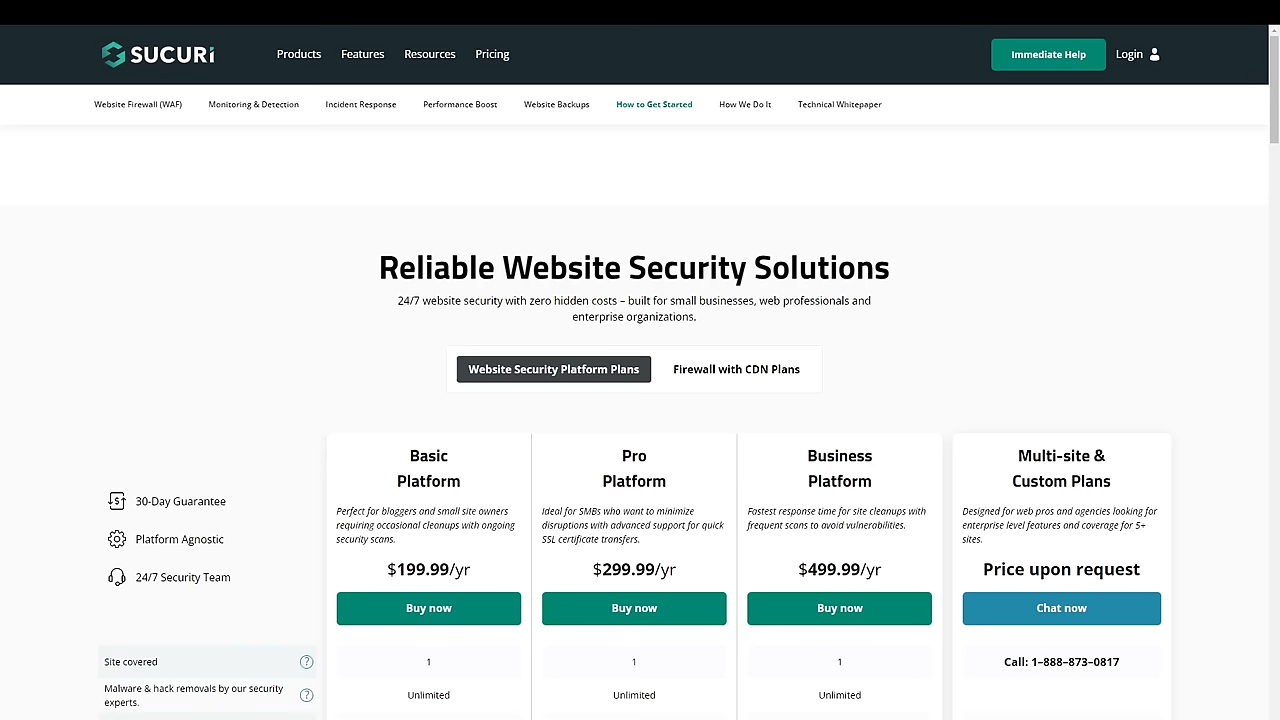 SUCURi
Products Features Resources Pricing
Immediate Help Login
Website Firewall (WAF) Monitoring & Detection Incident Response Performance Boost Website Backups How to Get Started How We Do It Technical Whitepaper
Reliable Website Security Solutions
24/7 website security with zero hidden costs – built for small businesses, web professionals and
enterprise organizations.
Website Security Platform Plans Firewall with CDN Plans
30-Day Guarantee
Platform Agnostic
24/7 Security Team
Basic
Platform
Perfect for bloggers and small site owners
requiring occasional cleanups with ongoing
security scans.
$199.99/yr
Buy now
Pro
Platform
Ideal for SMBs who want to minimize
disruptions with advanced support for quick
SSL certificate transfers.
$299.99/yr
Buy now
Business
Platform
Fastest response time for site cleanups with
frequent scans to avoid vulnerabilities.
$499.99/yr
Buy now
Multi-site &
Custom Plans
Designed for web pros and agencies looking for
enterprise level features and coverage for 5+
sites.
Price upon request
Chat now
Site covered ? 1 1 1 Call: 1–888–873–0817
Malware & hack removals by our security
experts. ? Unlimited Unlimited Unlimited